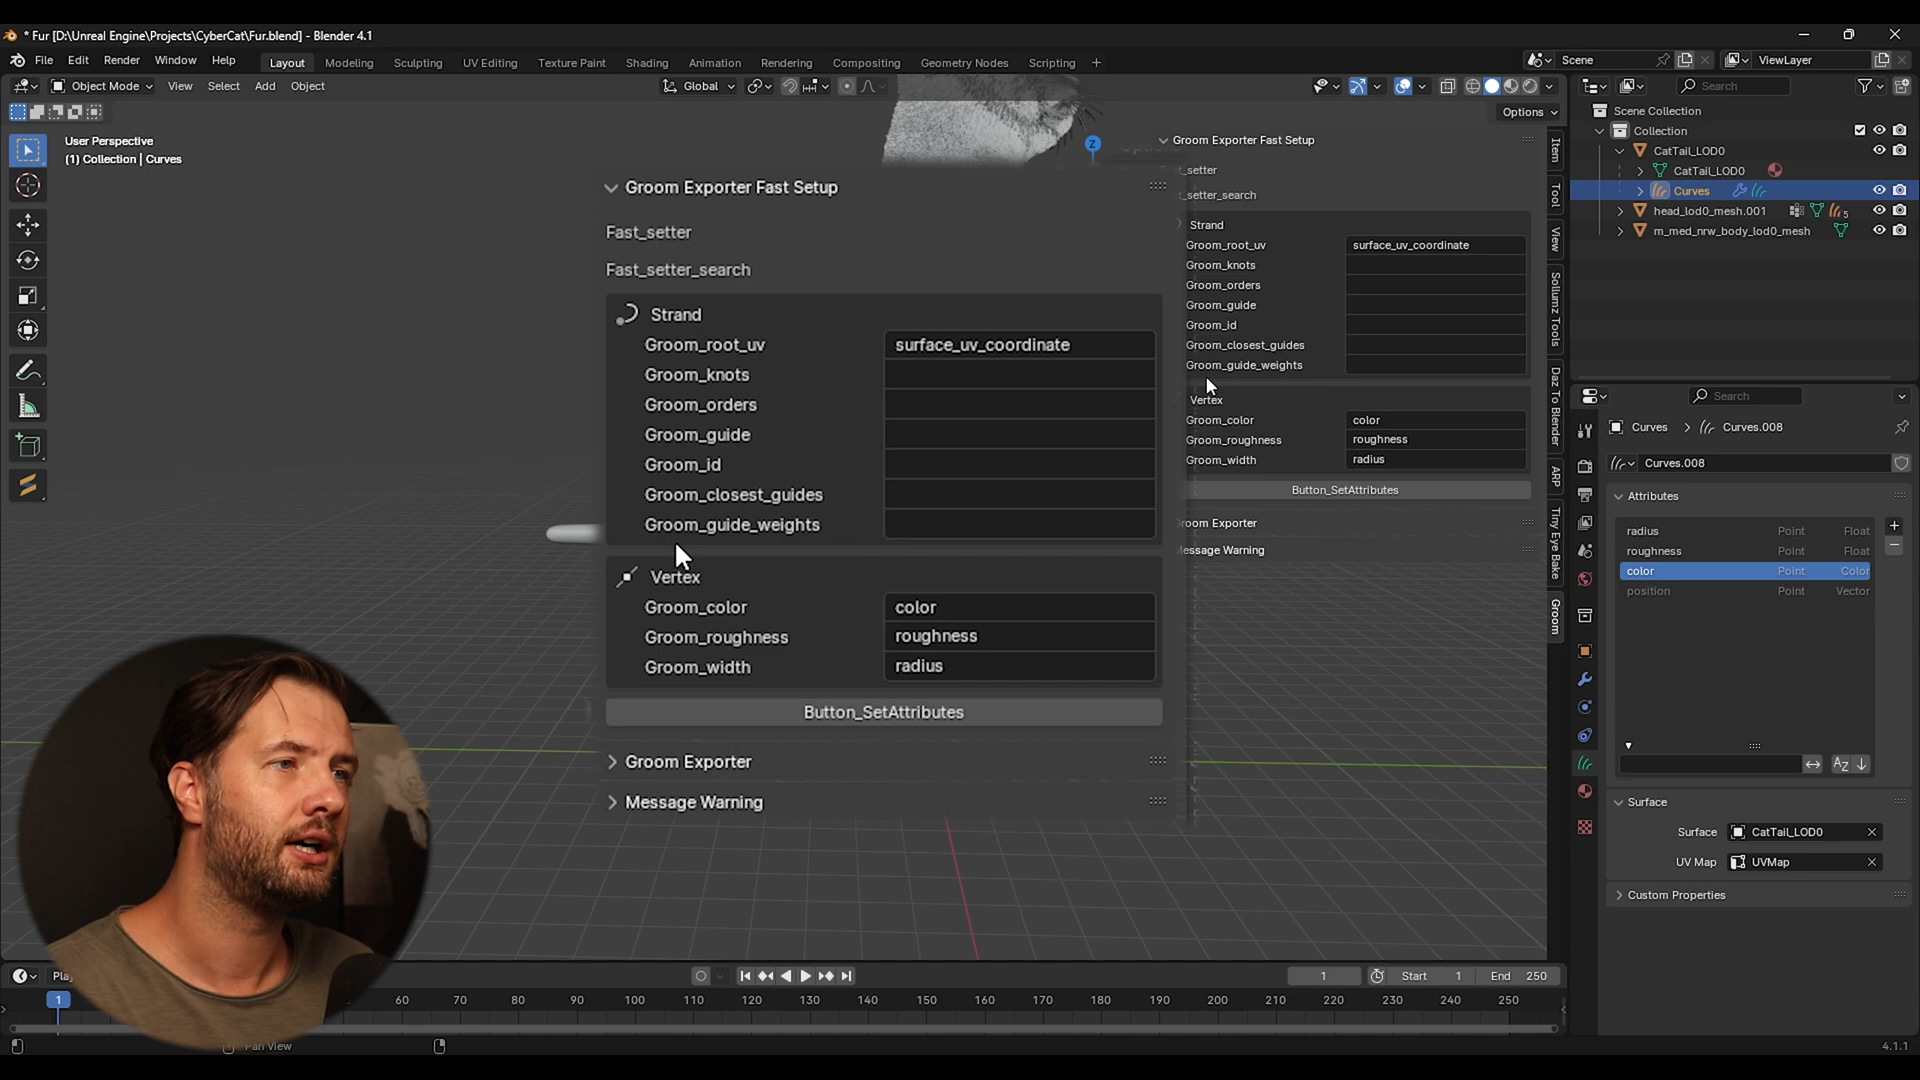 * Fur [D:\Unreal Engine\Projects\CyberCat\Fur.blend] - Blender 4.1
File Edit Render Window Help
Layout Modeling Sculpting UV Editing Texture Paint Shading Animation Rendering Compositing Geometry Nodes Scripting +
Scene
ViewLayer
Object Mode View Select Add Object
Global
Options
Search
User Perspective
(1) Collection | Curves
Z
Groom Exporter Fast Setup
Fast_setter
Fast_setter_search
Strand
Groom_root_uv surface_uv_coordinate
Groom_knots
Groom_orders
Groom_guide
Groom_id
Groom_closest_guides
Groom_guide_weights
Vertex
Groom_color color
Groom_roughness roughness
Groom_width radius
Button_SetAttributes
Groom Exporter
Message Warning
Groom Exporter Fast Setup
t_setter
t_setter_search
Strand
Groom_root_uv surface_uv_coordinate
Groom_knots
Groom_orders
Groom_guide
Groom_id
Groom_closest_guides
Groom_guide_weights
Vertex
Groom_color color
Groom_roughness roughness
Groom_width radius
Button_SetAttributes
Groom Exporter
Message Warning
Item
Tool
View
Sollumz Tools
Daz To Blender
ARP
Tiny Eye Bake
Groom
Scene Collection
Collection
CatTail_LOD0
CatTail_LOD0
Curves
head_lod0_mesh.001 5
m_med_nrw_body_lod0_mesh
Search
Curves > Curves.008
Curves.008
Attributes
radius Point Float
roughness Point Float
color Point Color
position Point Vector
AZ
Surface
Surface CatTail_LOD0
UV Map UVMap
Custom Properties
Play
1 Start 1 End 250
1 60 70 80 90 100 110 120 130 140 150 160 170 180 190 200 210 220 230 240 250
Pan View
4.1.1